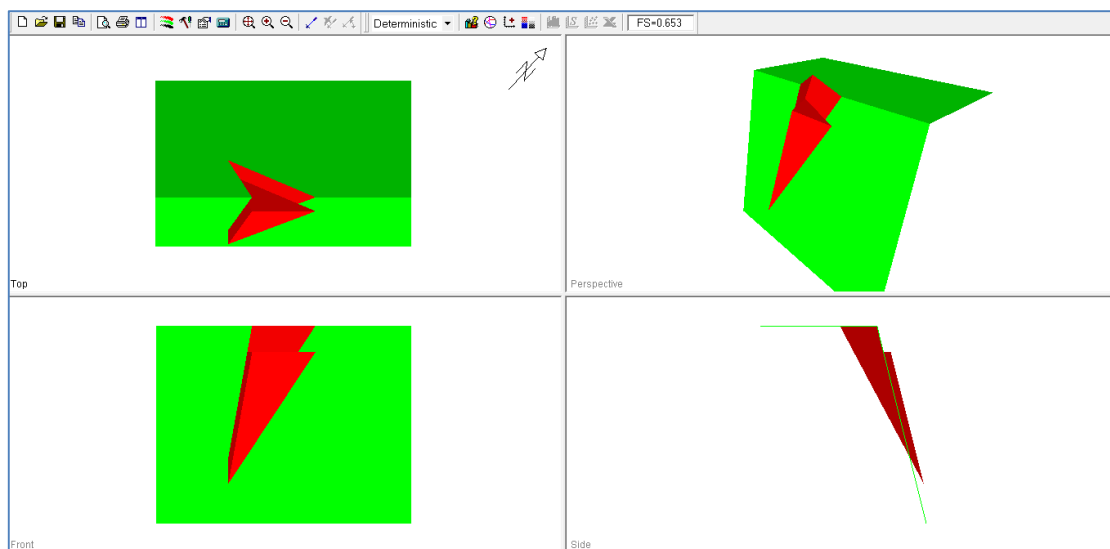 Deterministic FS=0.653
N
Top
Perspective
Front
Side